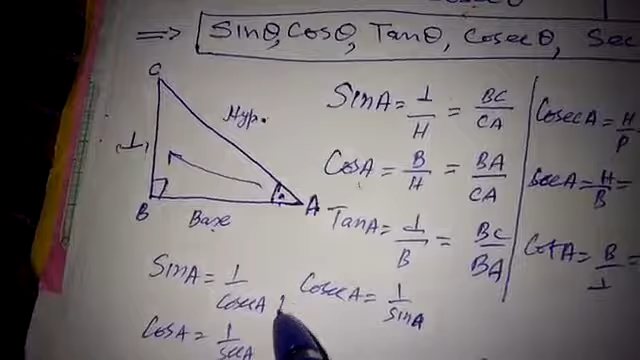 ⇒ Sinθ, Cosθ, Tanθ, Cosecθ, Sec
C
Hyp.
⊥
B
A
Base
SinA = ⊥/H = BC/CA
CosA = B/H = BA/CA
TanA = ⊥/B = BC/BA
CosecA = H/P
SecA = H/B =
CotA = B/⊥ =
SinA = 1/CosecA ; CosecA = 1/SinA
CosA = 1/SecA